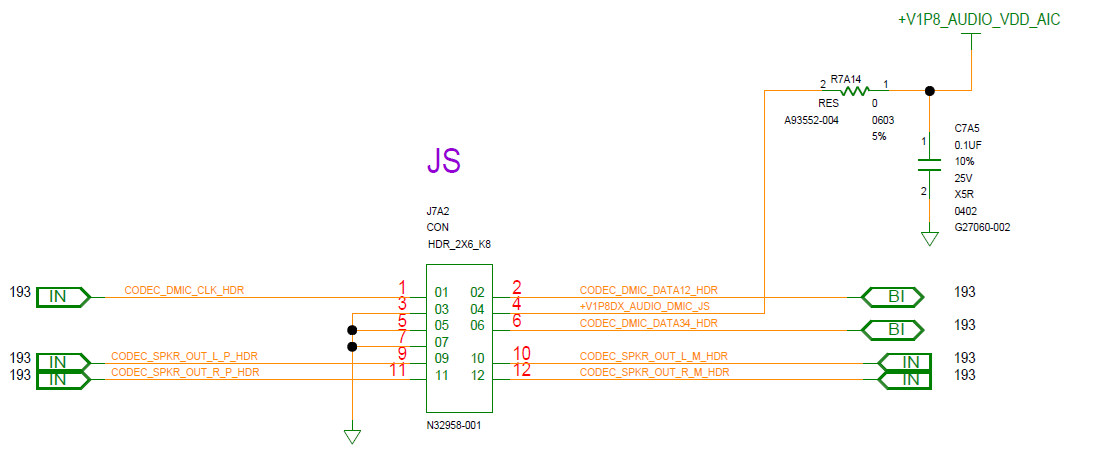 +V1P8_AUDIO_VDD_AIC
2 R7A14 1
RES 0
A93552-004 0603
5%
C7A5
1 0.1UF
10%
25V
2 X5R
0402
G27060-002
JS
J7A2
CON
HDR_2X6_K8
193 IN CODEC_DMIC_CLK_HDR 1 01 02 2 CODEC_DMIC_DATA12_HDR BI 193
3 03 04 4 +V1P8DX_AUDIO_DMIC_JS
5 05 06 6 CODEC_DMIC_DATA34_HDR BI 193
7 07
193 IN CODEC_SPKR_OUT_L_P_HDR 9 09 10 10 CODEC_SPKR_OUT_L_M_HDR IN 193
193 IN CODEC_SPKR_OUT_R_P_HDR 11 11 12 12 CODEC_SPKR_OUT_R_M_HDR IN 193
N32958-001